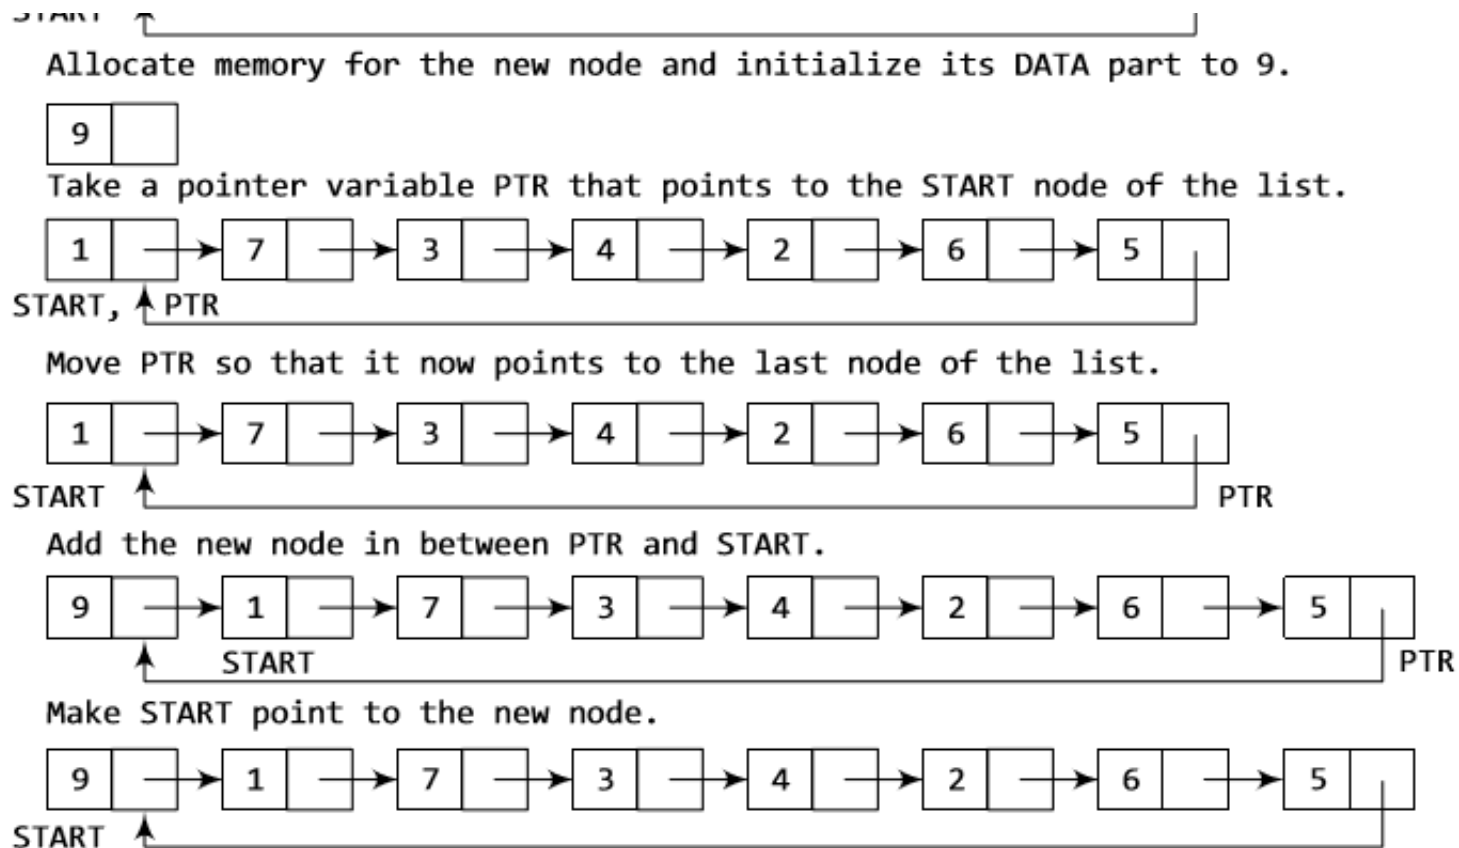 START
Allocate memory for the new node and initialize its DATA part to 9.
9
Take a pointer variable PTR that points to the START node of the list.
1 7 3 4 2 6 5
START, PTR
Move PTR so that it now points to the last node of the list.
1 7 3 4 2 6 5
START PTR
Add the new node in between PTR and START.
9 1 7 3 4 2 6 5
START PTR
Make START point to the new node.
9 1 7 3 4 2 6 5
START